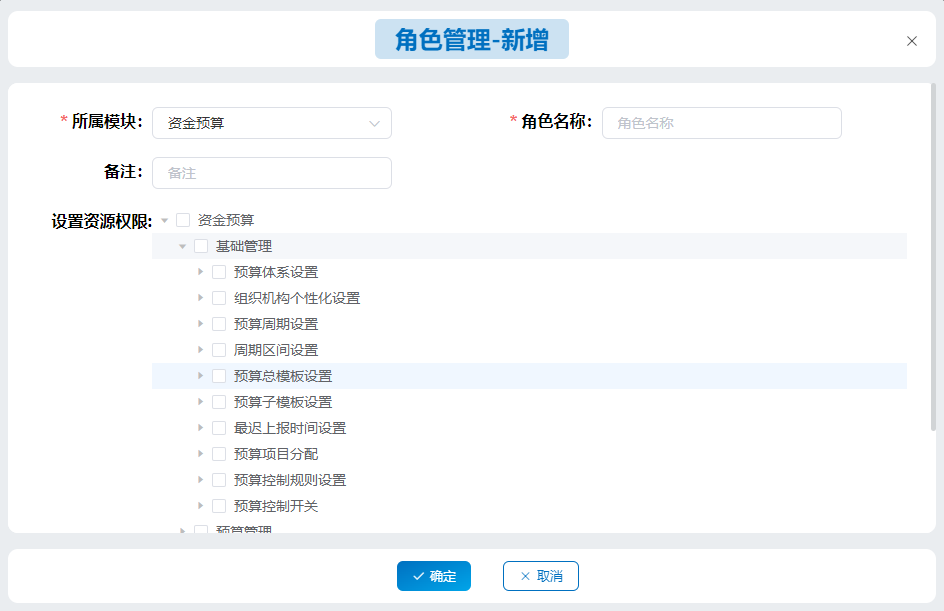 角色管理-新增
* 所属模块: 资金预算
* 角色名称: 角色名称
备注: 备注
设置资源权限: 资金预算
基础管理
预算体系设置
组织机构个性化设置
预算周期设置
周期区间设置
预算总模板设置
预算子模板设置
最迟上报时间设置
预算项目分配
预算控制规则设置
预算控制开关
预算管理
确定 取消